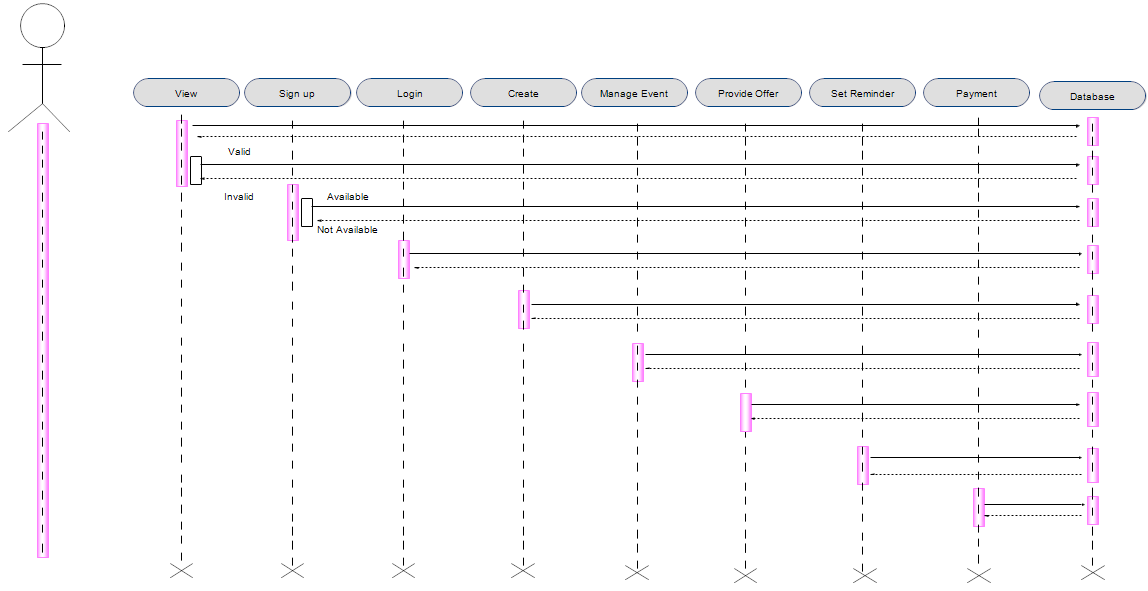 View
Sign up
Login
Create
Manage Event
Provide Offer
Set Reminder
Payment
Database
Valid
Invalid
Available
Not Available